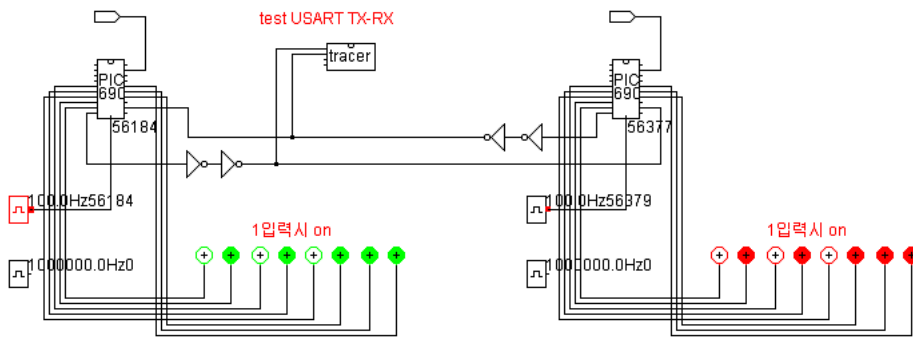 test USART TX-RX
tracer
PIC
690
PIC
690
56184
56377
100.0Hz56184
100.0Hz56379
1입력시 on
1입력시 on
1000000.0Hz0
1000000.0Hz0